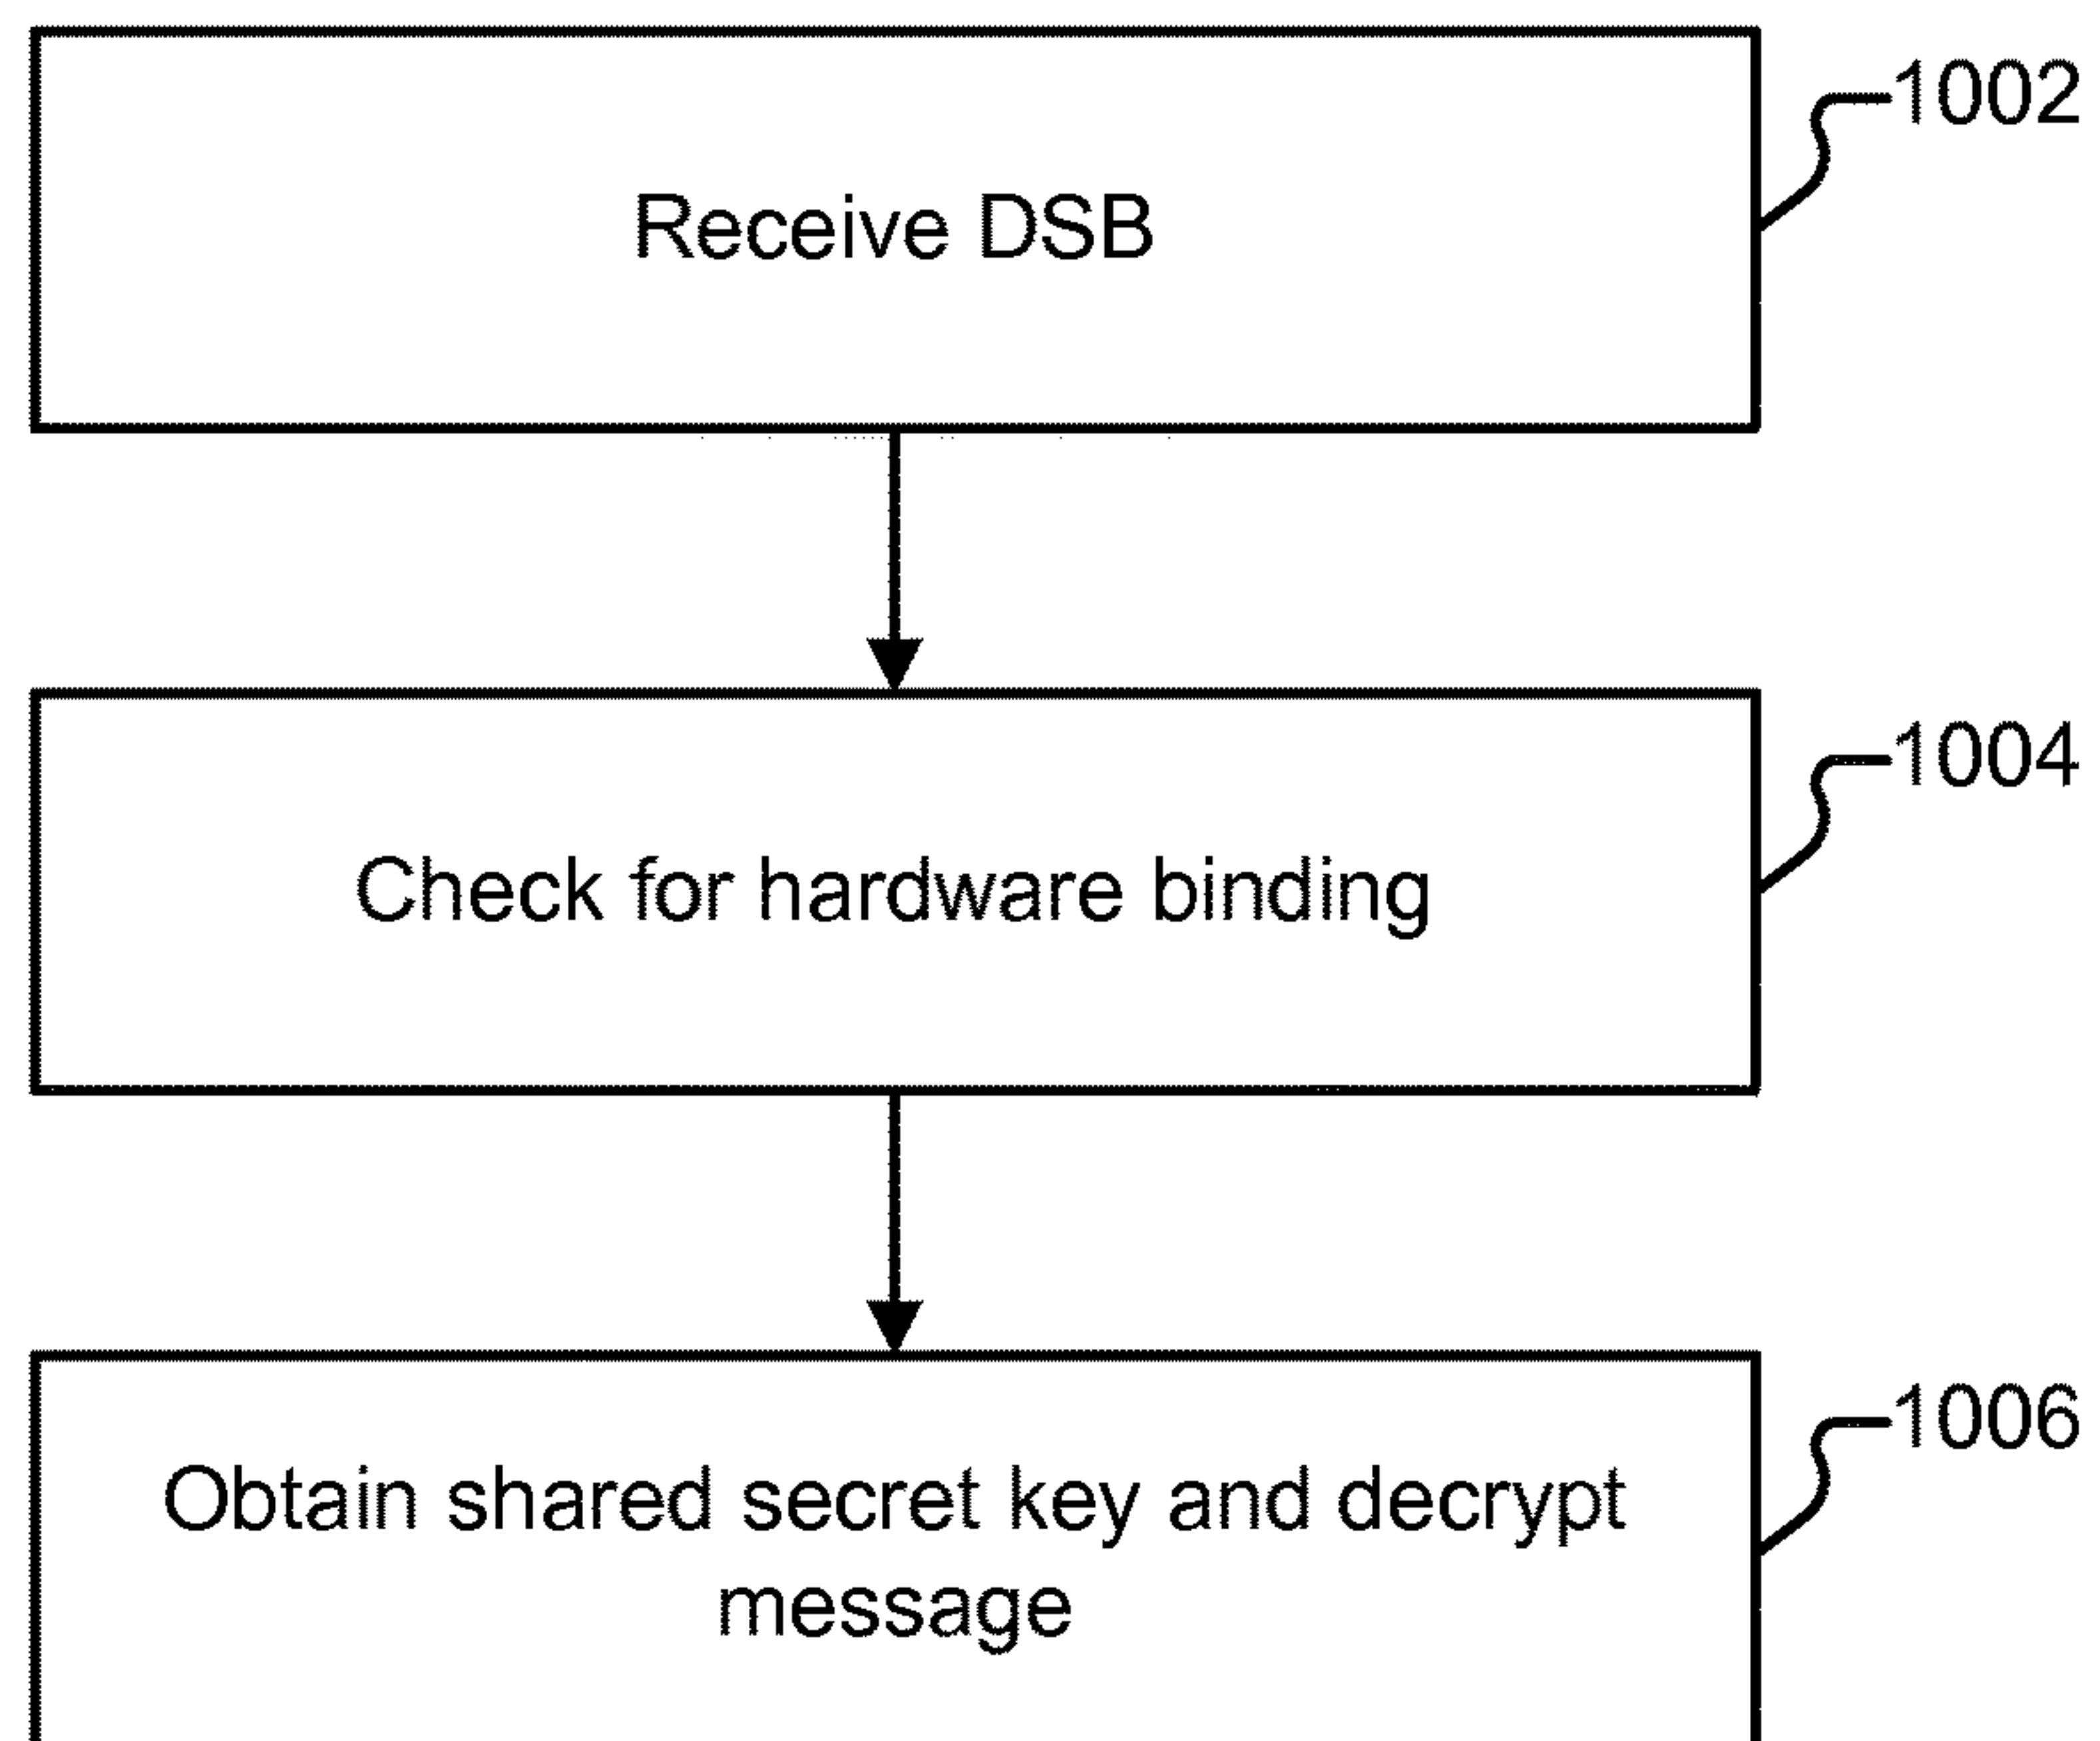 1002
Receive DSB
1004
Check for hardware binding
1006
Obtain shared secret key and decrypt
message